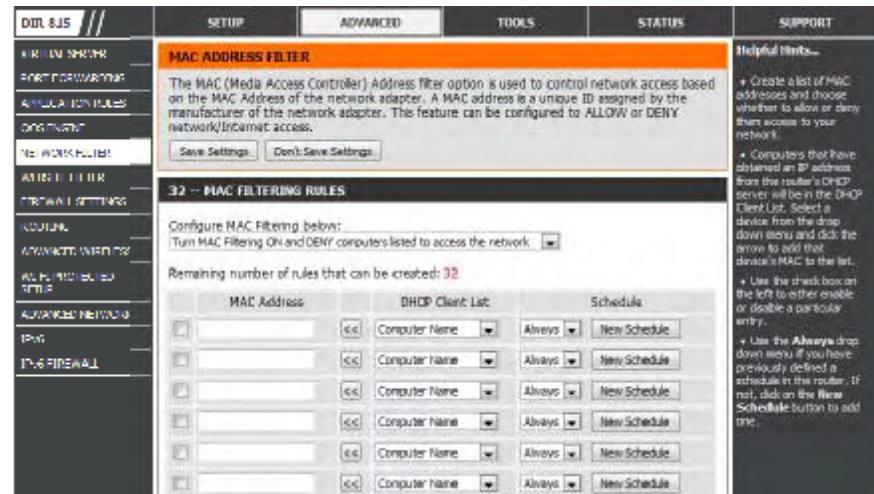 DIR 815
SETUP
ADVANCED
TOOLS
STATUS
SUPPORT
VIRTUAL SERVER
PORT FORWARDING
APPLICATION RULES
QOS ENGINE
NETWORK FILTER
WEBSITE FILTER
FIREWALL SETTINGS
ROUTING
ADVANCED WIRELESS
WI-FI PROTECTED
SETUP
ADVANCED NETWORK
IPv6
IPv6 FIREWALL
MAC ADDRESS FILTER
The MAC (Media Access Controller) Address filter option is used to control network access based
on the MAC Address of the network adapter. A MAC address is a unique ID assigned by the
manufacturer of the network adapter. This feature can be configured to ALLOW or DENY
network/Internet access.
Save Settings
Don't Save Settings
32 -- MAC FILTERING RULES
Configure MAC Filtering below:
Turn MAC Filtering ON and DENY computers listed to access the network
Remaining number of rules that can be created: 32
MAC Address DHCP Client List Schedule
<< Computer Name Always New Schedule
<< Computer Name Always New Schedule
<< Computer Name Always New Schedule
<< Computer Name Always New Schedule
<< Computer Name Always New Schedule
<< Computer Name Always New Schedule
Helpful Hints...
• Create a list of MAC
addresses and choose
whether to allow or deny
them access to your
network.
• Computers that have
obtained an IP address
from the router's DHCP
server will be in the DHCP
Client List. Select a
device from the drop
down menu and click the
arrow to add that
device's MAC to the list.
• Use the check box on
the left to either enable
or disable a particular
entry.
• Use the Always drop
down menu if you have
previously defined a
schedule in the router. If
not, click on the New
Schedule button to add
one.